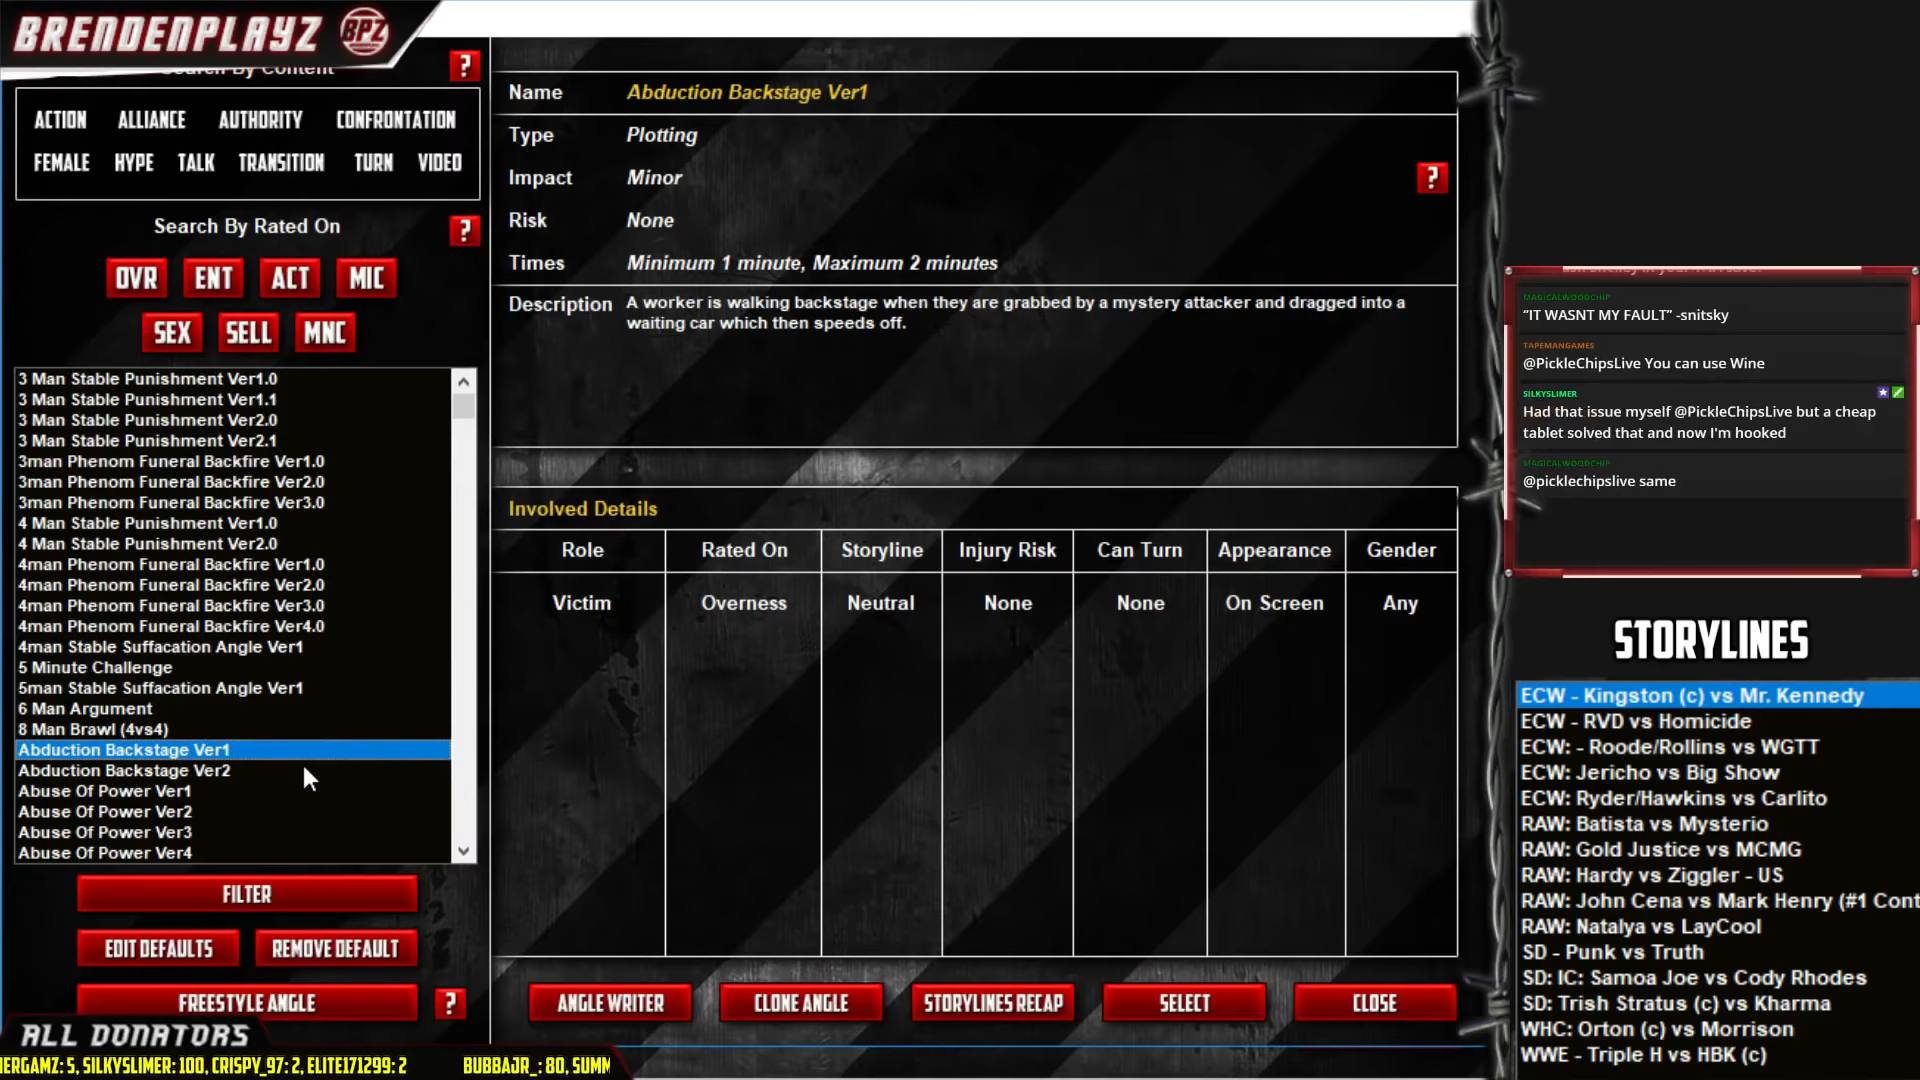 BRENDENPLAYZ BPZ
Search By Content
?
ACTION ALLIANCE AUTHORITY CONFRONTATION
FEMALE HYPE TALK TRANSITION TURN VIDEO
Search By Rated On
?
OVR ENT ACT MIC
SEX SELL MNC
3 Man Stable Punishment Ver1.0
3 Man Stable Punishment Ver1.1
3 Man Stable Punishment Ver2.0
3 Man Stable Punishment Ver2.1
3man Phenom Funeral Backfire Ver1.0
3man Phenom Funeral Backfire Ver2.0
3man Phenom Funeral Backfire Ver3.0
4 Man Stable Punishment Ver1.0
4 Man Stable Punishment Ver2.0
4man Phenom Funeral Backfire Ver1.0
4man Phenom Funeral Backfire Ver2.0
4man Phenom Funeral Backfire Ver3.0
4man Phenom Funeral Backfire Ver4.0
4man Stable Suffacation Angle Ver1
5 Minute Challenge
5man Stable Suffacation Angle Ver1
6 Man Argument
8 Man Brawl (4vs4)
Abduction Backstage Ver1
Abduction Backstage Ver2
Abuse Of Power Ver1
Abuse Of Power Ver2
Abuse Of Power Ver3
Abuse Of Power Ver4
FILTER
EDIT DEFAULTS REMOVE DEFAULT
FREESTYLE ANGLE ?
ALL DONATORS
ERGAMZ: 5, SILKYSLIMER: 100, CRISPY_97: 2, ELITE171299: 2 BUBBAJR_: 80, SUMM
Name Abduction Backstage Ver1
Type Plotting
Impact Minor
?
Risk None
Times Minimum 1 minute, Maximum 2 minutes
Description A worker is walking backstage when they are grabbed by a mystery attacker and dragged into a
waiting car which then speeds off.
Involved Details
Role Rated On Storyline Injury Risk Can Turn Appearance Gender
Victim Overness Neutral None None On Screen Any
ANGLE WRITER CLONE ANGLE STORYLINES RECAP SELECT CLOSE
MAGICALWOODCHIP
“IT WASNT MY FAULT” -snitsky
TAPEMANGAMES
@PickleChipsLive You can use Wine
SILKYSLIMER
Had that issue myself @PickleChipsLive but a cheap
tablet solved that and now I'm hooked
MAGICALWOODCHIP
@picklechipslive same
STORYLINES
ECW - Kingston (c) vs Mr. Kennedy
ECW - RVD vs Homicide
ECW: - Roode/Rollins vs WGTT
ECW: Jericho vs Big Show
ECW: Ryder/Hawkins vs Carlito
RAW: Batista vs Mysterio
RAW: Gold Justice vs MCMG
RAW: Hardy vs Ziggler - US
RAW: John Cena vs Mark Henry (#1 Cont
RAW: Natalya vs LayCool
SD - Punk vs Truth
SD: IC: Samoa Joe vs Cody Rhodes
SD: Trish Stratus (c) vs Kharma
WHC: Orton (c) vs Morrison
WWE - Triple H vs HBK (c)